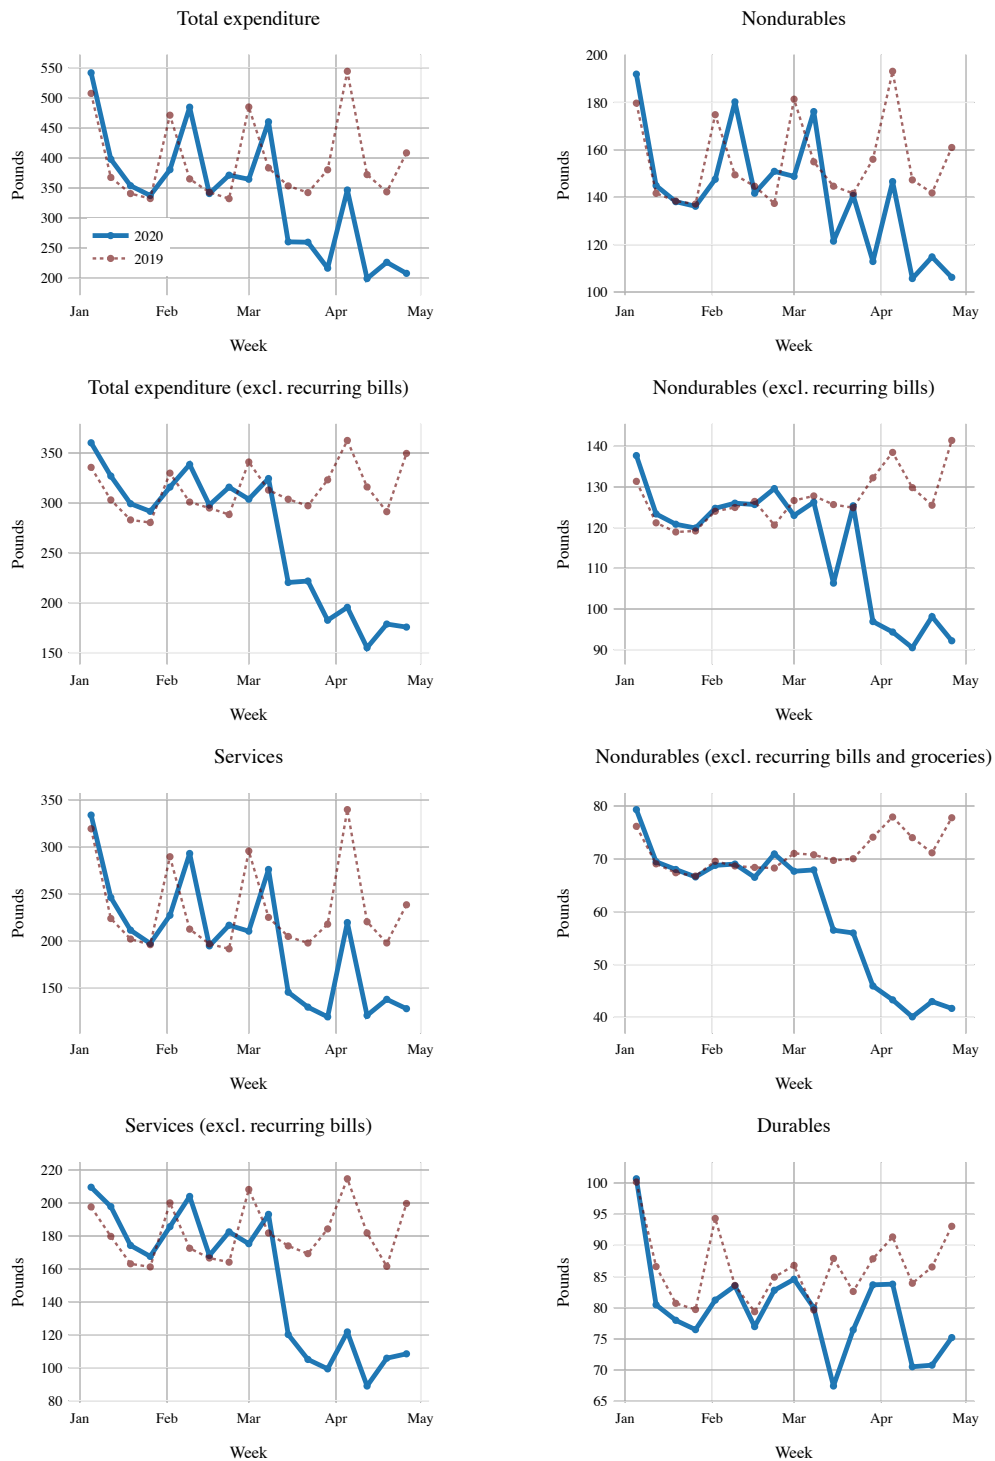 Total expenditure
550
500
450
400
350
300
250
200
Pounds
2020
2019
Jan Feb Mar Apr May
Week
Nondurables
200
180
160
140
120
100
Pounds
Jan Feb Mar Apr May
Week
Total expenditure (excl. recurring bills)
350
300
250
200
150
Pounds
Jan Feb Mar Apr May
Week
Nondurables (excl. recurring bills)
140
130
120
110
100
90
Pounds
Jan Feb Mar Apr May
Week
Services
350
300
250
200
150
Pounds
Jan Feb Mar Apr May
Week
Nondurables (excl. recurring bills and groceries)
80
70
60
50
40
Pounds
Jan Feb Mar Apr May
Week
Services (excl. recurring bills)
220
200
180
160
140
120
100
80
Pounds
Jan Feb Mar Apr May
Week
Durables
100
95
90
85
80
75
70
65
Pounds
Jan Feb Mar Apr May
Week